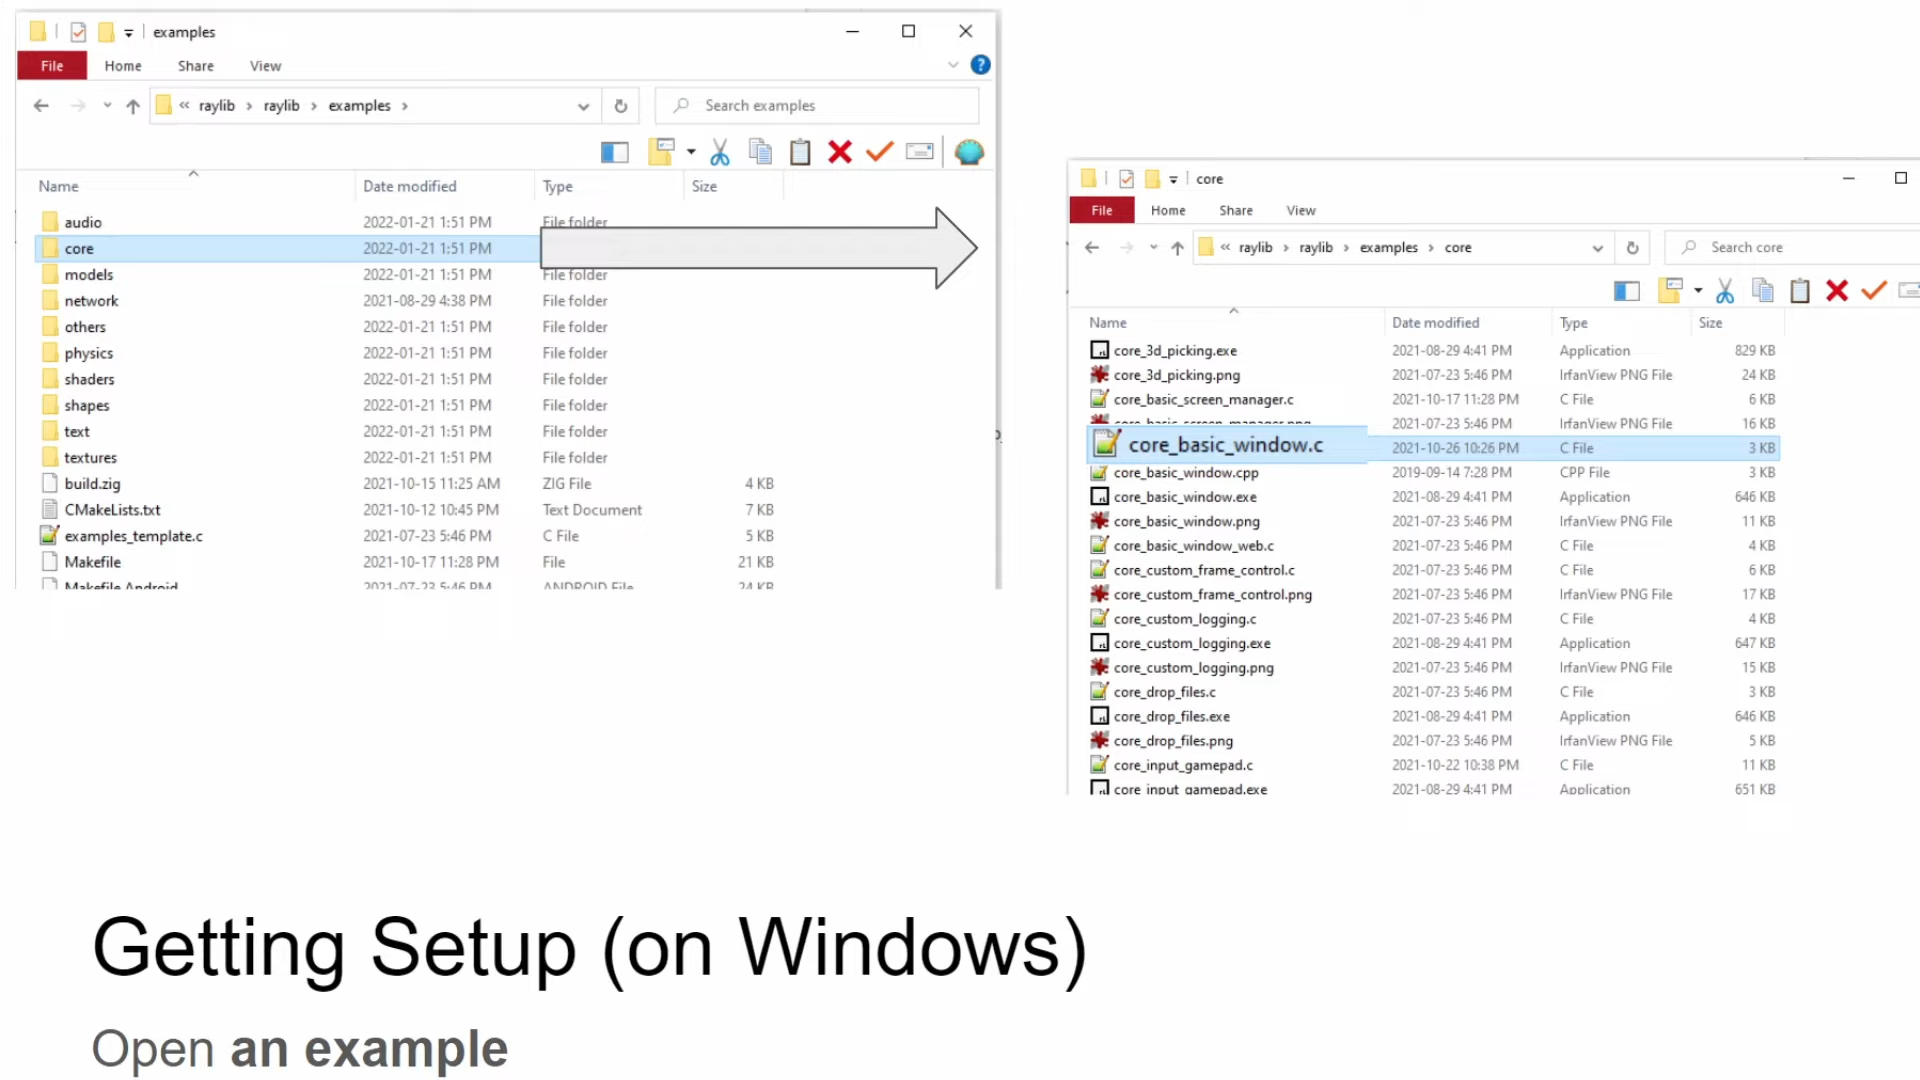 examples
File Home Share View
« raylib › raylib › examples ›
Search examples
Name Date modified Type Size
audio 2022-01-21 1:51 PM File folder
core 2022-01-21 1:51 PM
models 2022-01-21 1:51 PM File folder
network 2021-08-29 4:38 PM File folder
others 2022-01-21 1:51 PM File folder
physics 2022-01-21 1:51 PM File folder
shaders 2022-01-21 1:51 PM File folder
shapes 2022-01-21 1:51 PM File folder
text 2022-01-21 1:51 PM File folder
textures 2022-01-21 1:51 PM File folder
build.zig 2021-10-15 11:25 AM ZIG File 4 KB
CMakeLists.txt 2021-10-12 10:45 PM Text Document 7 KB
examples_template.c 2021-07-23 5:46 PM C File 5 KB
Makefile 2021-10-17 11:28 PM File 21 KB
Makefile.Android 2021-07-23 5:46 PM ANDROID File 24 KB
core
File Home Share View
« raylib › raylib › examples › core
Search core
Name Date modified Type Size
core_3d_picking.exe 2021-08-29 4:41 PM Application 829 KB
core_3d_picking.png 2021-07-23 5:46 PM IrfanView PNG File 24 KB
core_basic_screen_manager.c 2021-10-17 11:28 PM C File 6 KB
core_basic_screen_manager.png 2021-07-23 5:46 PM IrfanView PNG File 16 KB
core_basic_window.c 2021-10-26 10:26 PM C File 3 KB
core_basic_window.cpp 2019-09-14 7:28 PM CPP File 3 KB
core_basic_window.exe 2021-08-29 4:41 PM Application 646 KB
core_basic_window.png 2021-07-23 5:46 PM IrfanView PNG File 11 KB
core_basic_window_web.c 2021-07-23 5:46 PM C File 4 KB
core_custom_frame_control.c 2021-07-23 5:46 PM C File 6 KB
core_custom_frame_control.png 2021-07-23 5:46 PM IrfanView PNG File 17 KB
core_custom_logging.c 2021-07-23 5:46 PM C File 4 KB
core_custom_logging.exe 2021-08-29 4:41 PM Application 647 KB
core_custom_logging.png 2021-07-23 5:46 PM IrfanView PNG File 15 KB
core_drop_files.c 2021-07-23 5:46 PM C File 3 KB
core_drop_files.exe 2021-08-29 4:41 PM Application 646 KB
core_drop_files.png 2021-07-23 5:46 PM IrfanView PNG File 5 KB
core_input_gamepad.c 2021-10-22 10:38 PM C File 11 KB
core_input_gamepad.exe 2021-08-29 4:41 PM Application 651 KB
Getting Setup (on Windows)
Open an example